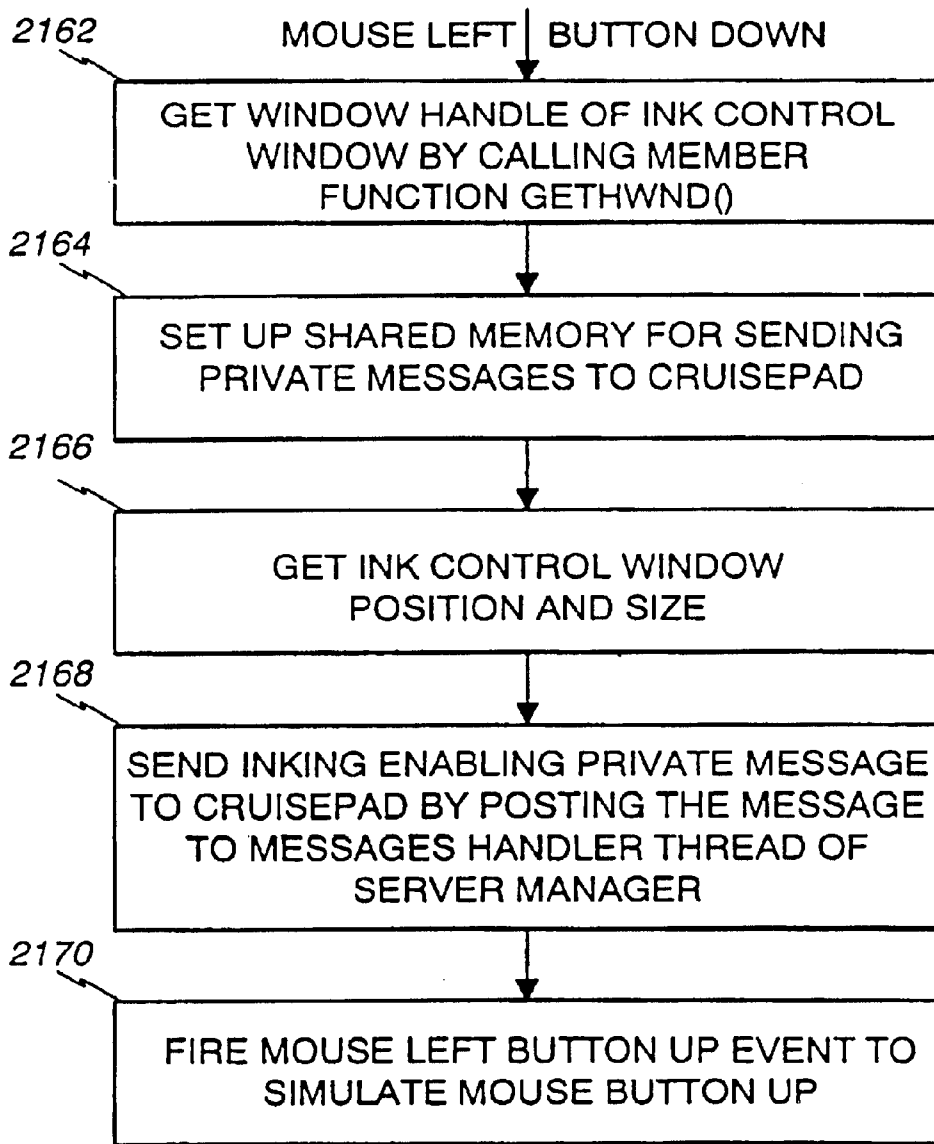 2162
MOUSE LEFT BUTTON DOWN
GET WINDOW HANDLE OF INK CONTROL
WINDOW BY CALLING MEMBER
FUNCTION GETHWND()
2164
SET UP SHARED MEMORY FOR SENDING
PRIVATE MESSAGES TO CRUISEPAD
2166
GET INK CONTROL WINDOW
POSITION AND SIZE
2168
SEND INKING ENABLING PRIVATE MESSAGE
TO CRUISEPAD BY POSTING THE MESSAGE
TO MESSAGES HANDLER THREAD OF
SERVER MANAGER
2170
FIRE MOUSE LEFT BUTTON UP EVENT TO
SIMULATE MOUSE BUTTON UP